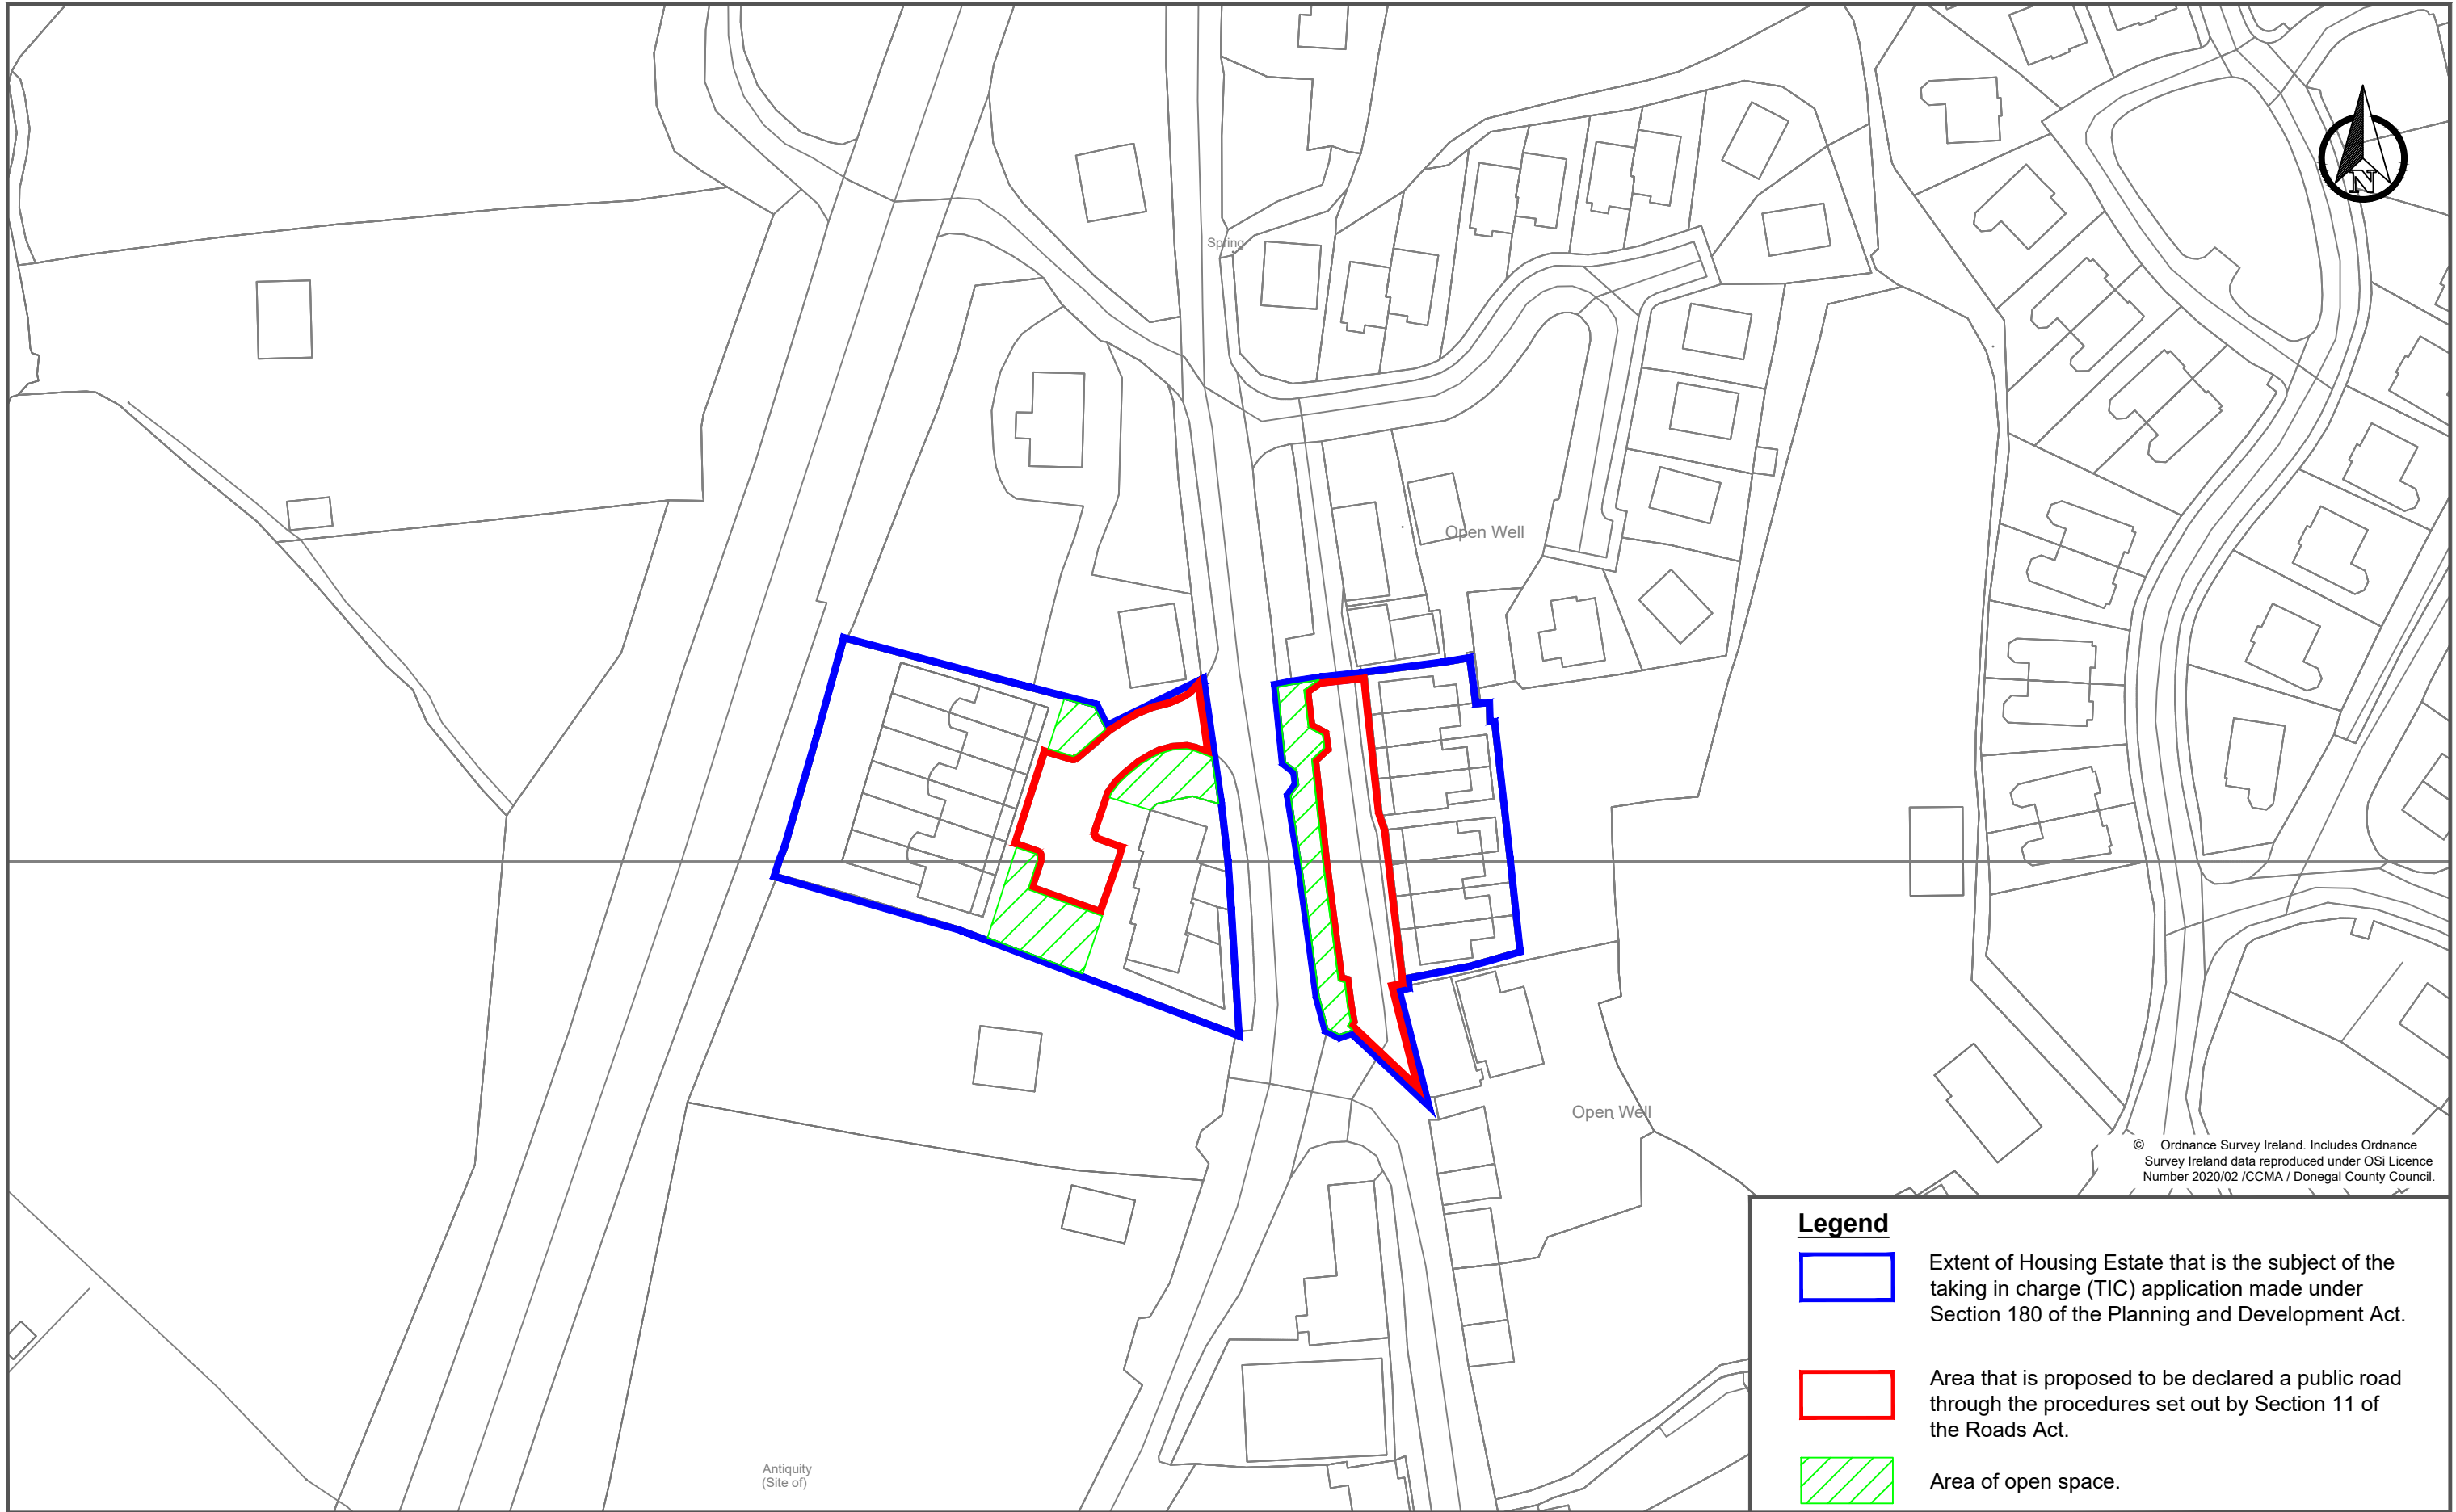 N
Spring
Open Well
Open Well
© Ordnance Survey Ireland. Includes Ordnance
Survey Ireland data reproduced under OSi Licence
Number 2020/02 /CCMA / Donegal County Council.
Legend
Extent of Housing Estate that is the subject of the
taking in charge (TIC) application made under
Section 180 of the Planning and Development Act.
Area that is proposed to be declared a public road
through the procedures set out by Section 11 of
the Roads Act.
Area of open space.
Antiquity
(Site of)